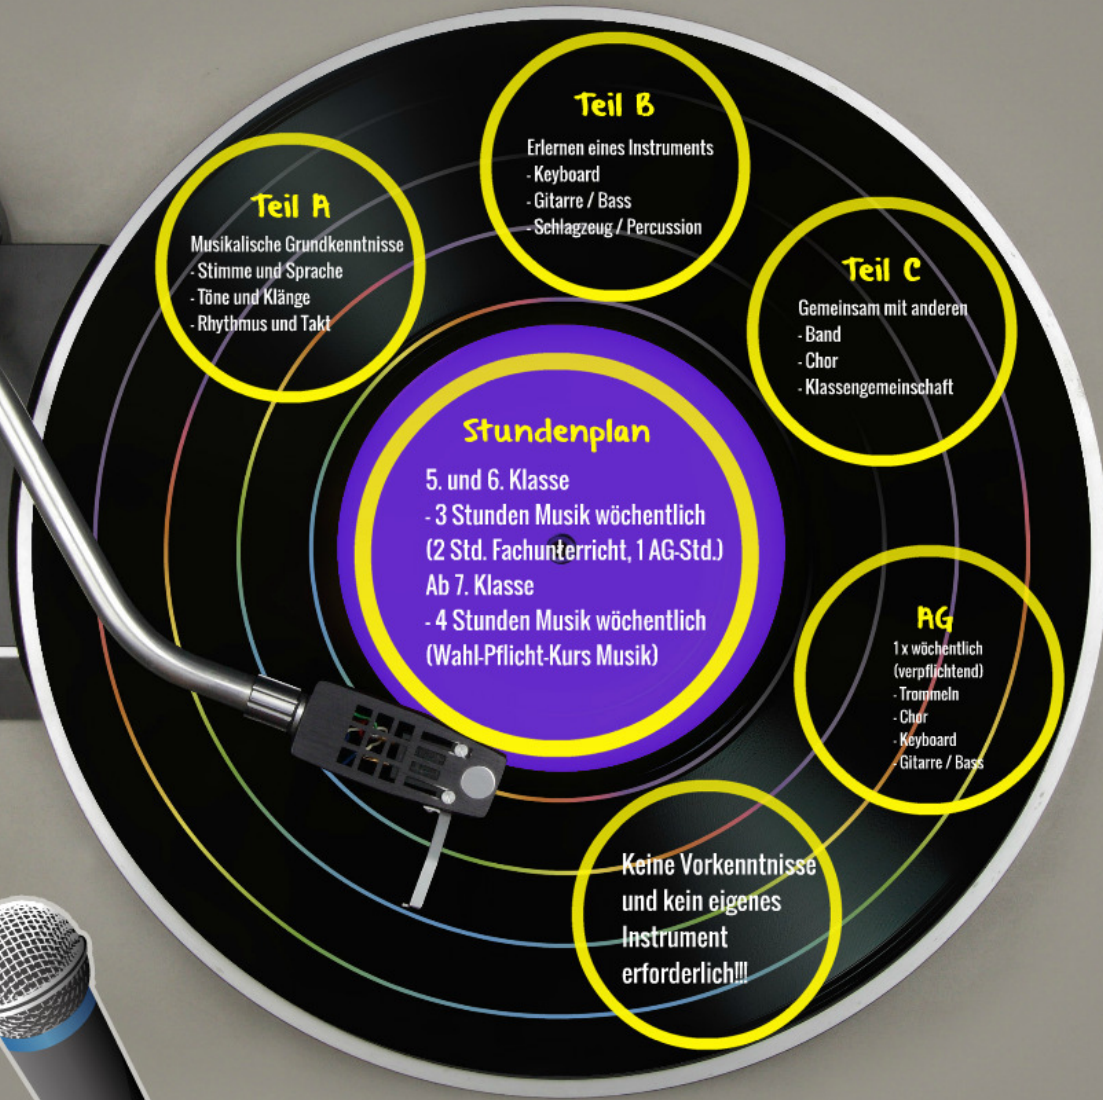 Teil A
Musikalische Grundkenntnisse
- Stimme und Sprache
- Töne und Klänge
- Rhythmus und Takt
Teil B
Erlernen eines Instruments
- Keyboard
- Gitarre / Bass
- Schlagzeug / Percussion
Teil C
Gemeinsam mit anderen
- Band
- Chor
- Klassengemeinschaft
Stundenplan
5. und 6. Klasse
- 3 Stunden Musik wöchentlich
(2 Std. Fachunterricht, 1 AG-Std.)
Ab 7. Klasse
- 4 Stunden Musik wöchentlich
(Wahl-Pflicht-Kurs Musik)
AG
1 x wöchentlich
(verpflichtend)
- Trommeln
- Chor
- Keyboard
- Gitarre / Bass
Keine Vorkenntnisse
und kein eigenes
Instrument
erforderlich!!!